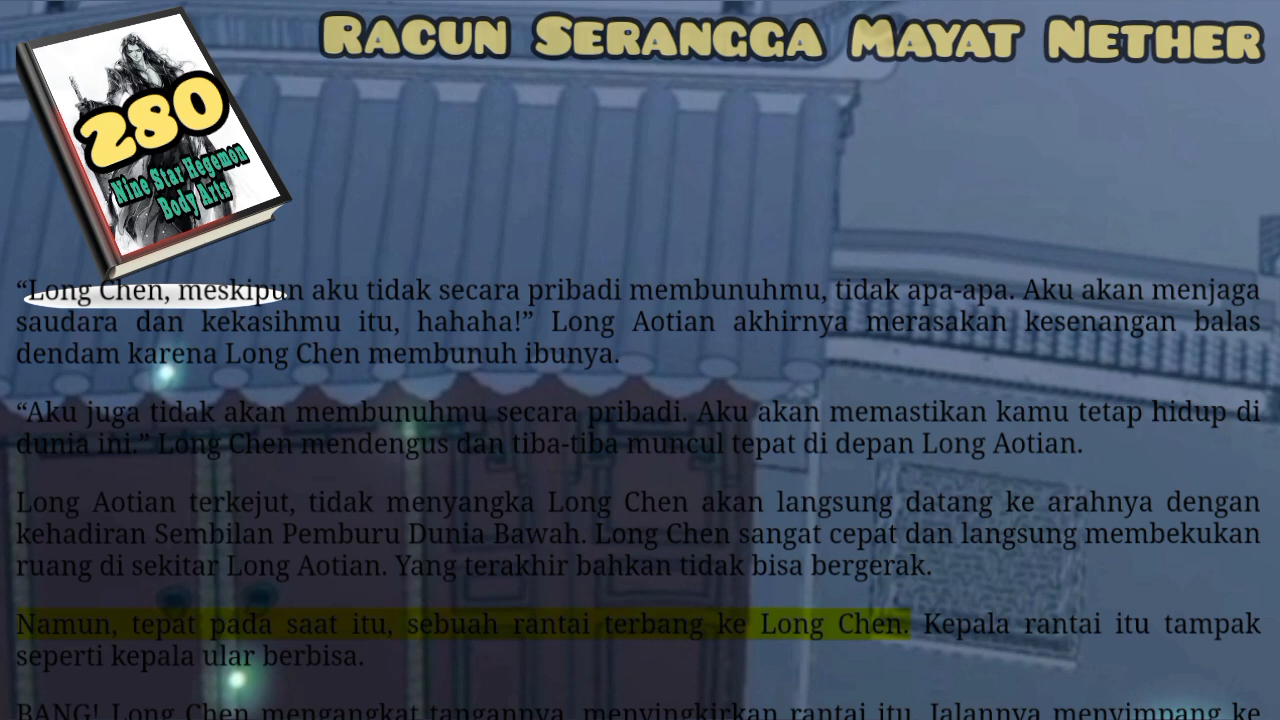 RACUN SERANGGA MAYAT NETHER
280
Nine Star Hegemon
Body Arts
“Long Chen, meskipun aku tidak secara pribadi membunuhmu, tidak apa-apa. Aku akan menjaga
saudara dan kekasihmu itu, hahaha!” Long Aotian akhirnya merasakan kesenangan balas
dendam karena Long Chen membunuh ibunya.
“Aku juga tidak akan membunuhmu secara pribadi. Aku akan memastikan kamu tetap hidup di
dunia ini.” Long Chen mendengus dan tiba-tiba muncul tepat di depan Long Aotian.
Long Aotian terkejut, tidak menyangka Long Chen akan langsung datang ke arahnya dengan
kehadiran Sembilan Pemburu Dunia Bawah. Long Chen sangat cepat dan langsung membekukan
ruang di sekitar Long Aotian. Yang terakhir bahkan tidak bisa bergerak.
Namun, tepat pada saat itu, sebuah rantai terbang ke Long Chen. Kepala rantai itu tampak
seperti kepala ular berbisa.
BANG! Long Chen mengangkat tangannya, menyingkirkan rantai itu. Jalannya menyimpang ke